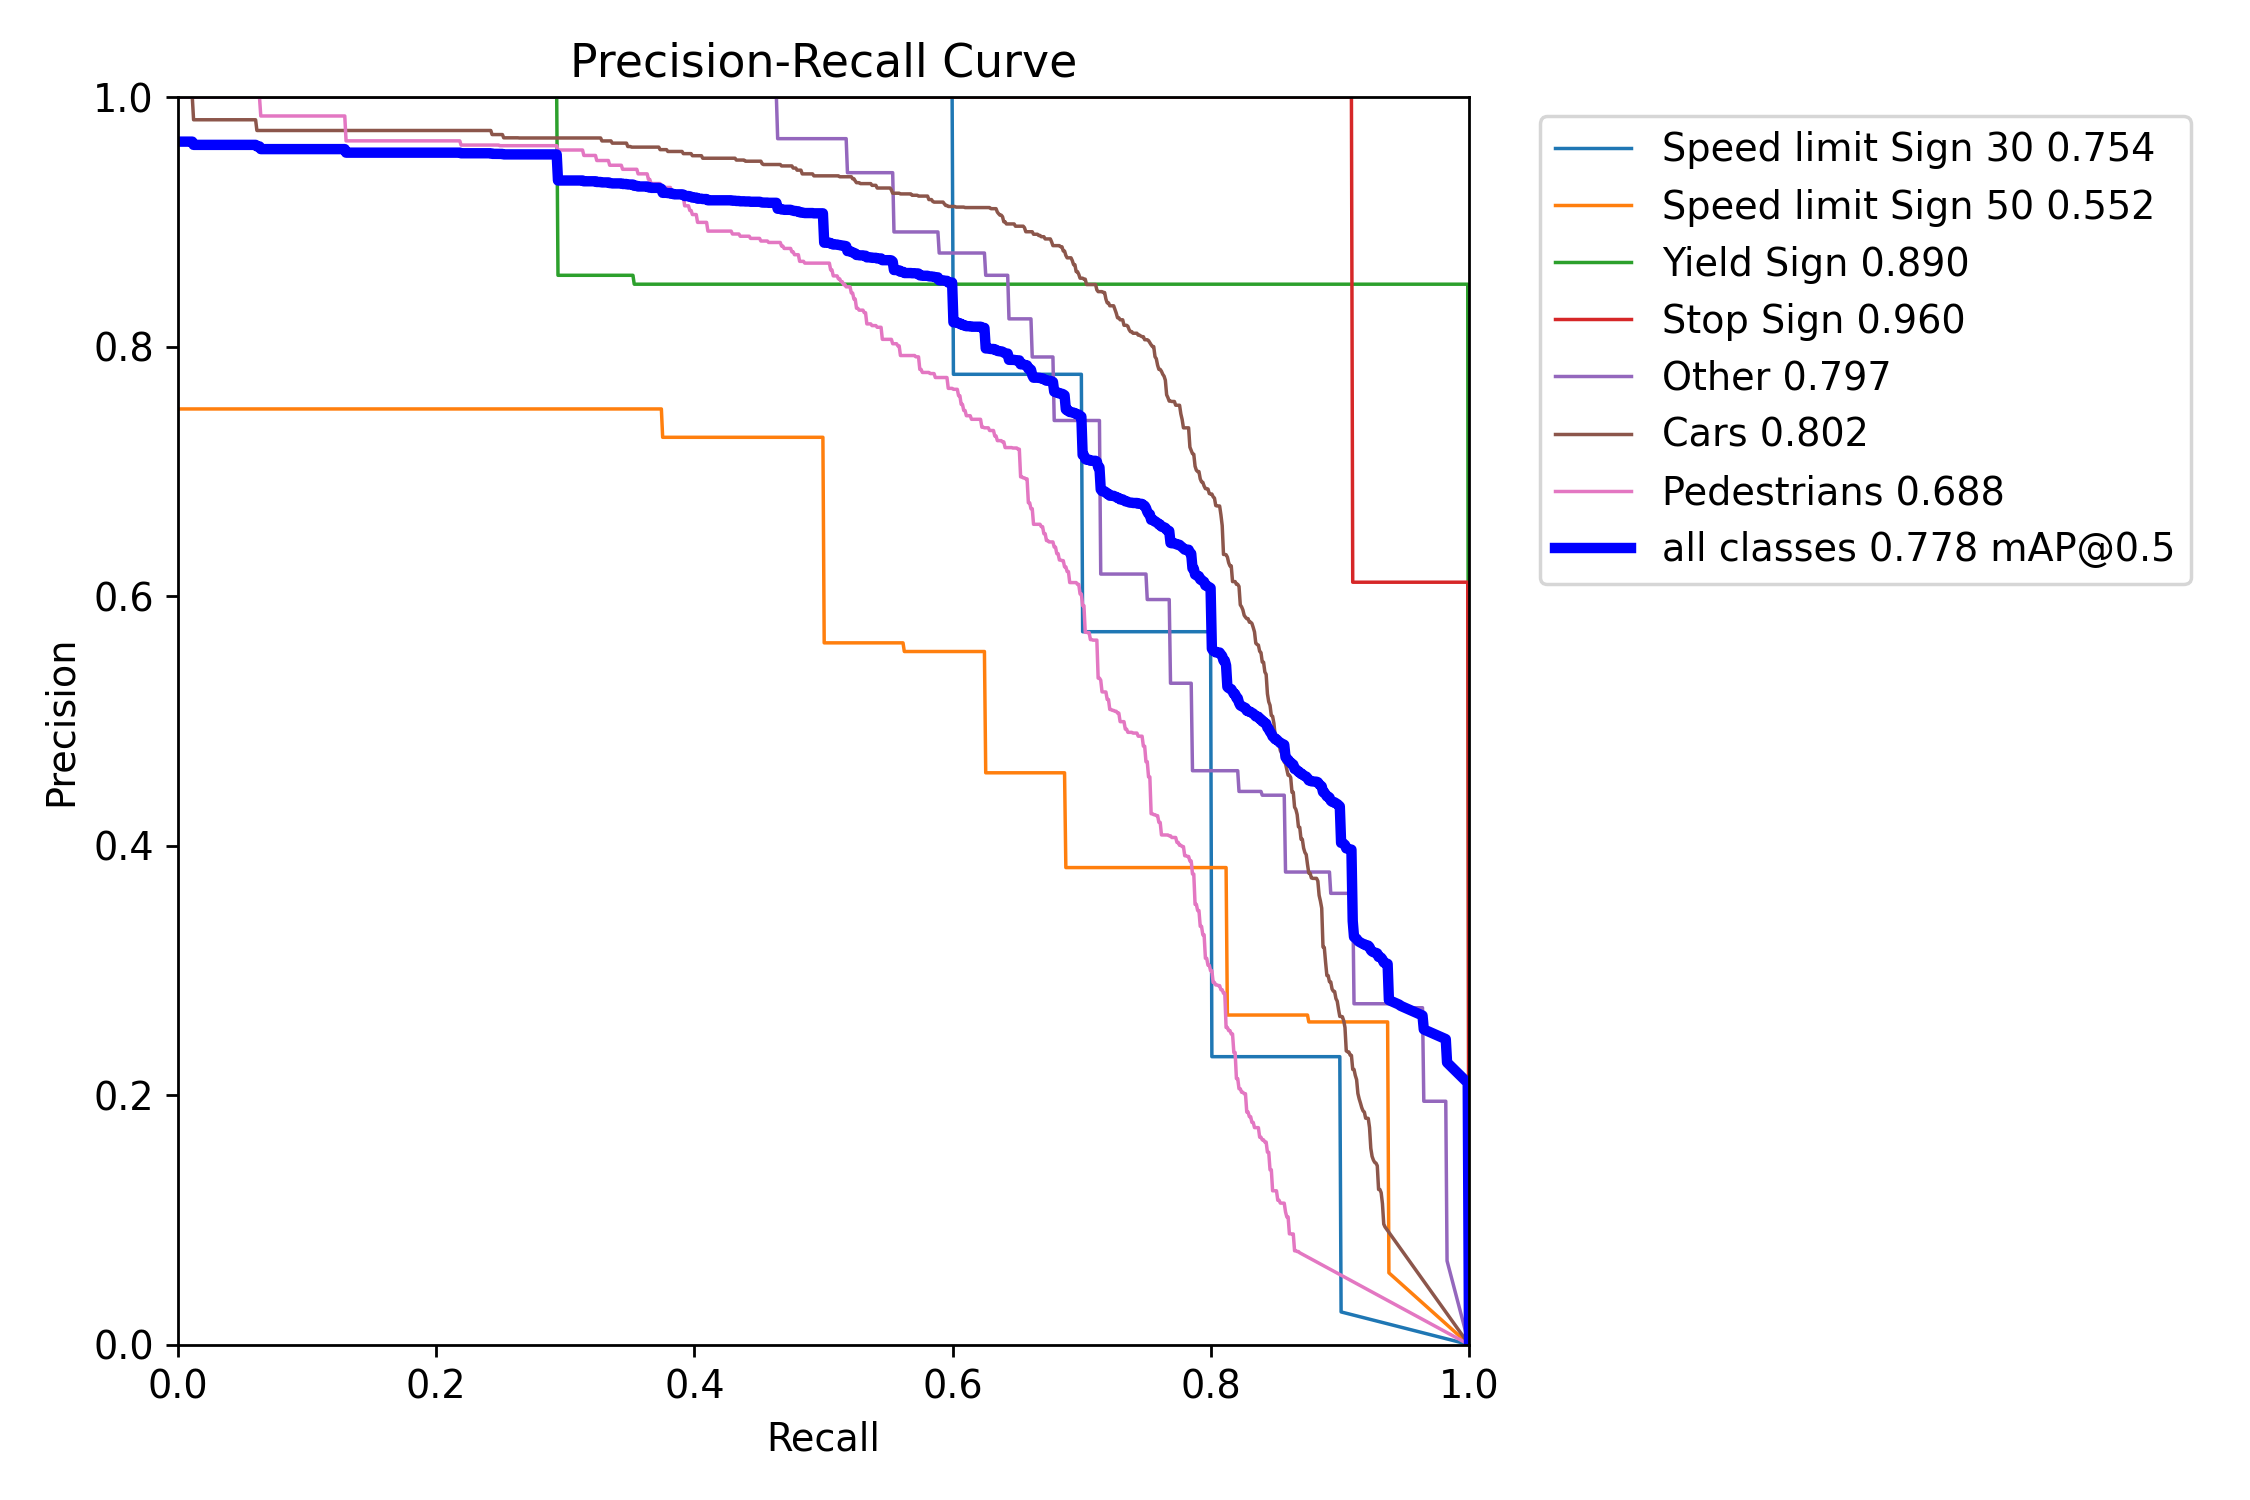 Precision-Recall Curve
1.0
0.8
0.6
0.4
0.2
0.0
Precision
0.0 0.2 0.4 0.6 0.8 1.0
Recall
Speed limit Sign 30 0.754
Speed limit Sign 50 0.552
Yield Sign 0.890
Stop Sign 0.960
Other 0.797
Cars 0.802
Pedestrians 0.688
all classes 0.778 mAP@0.5